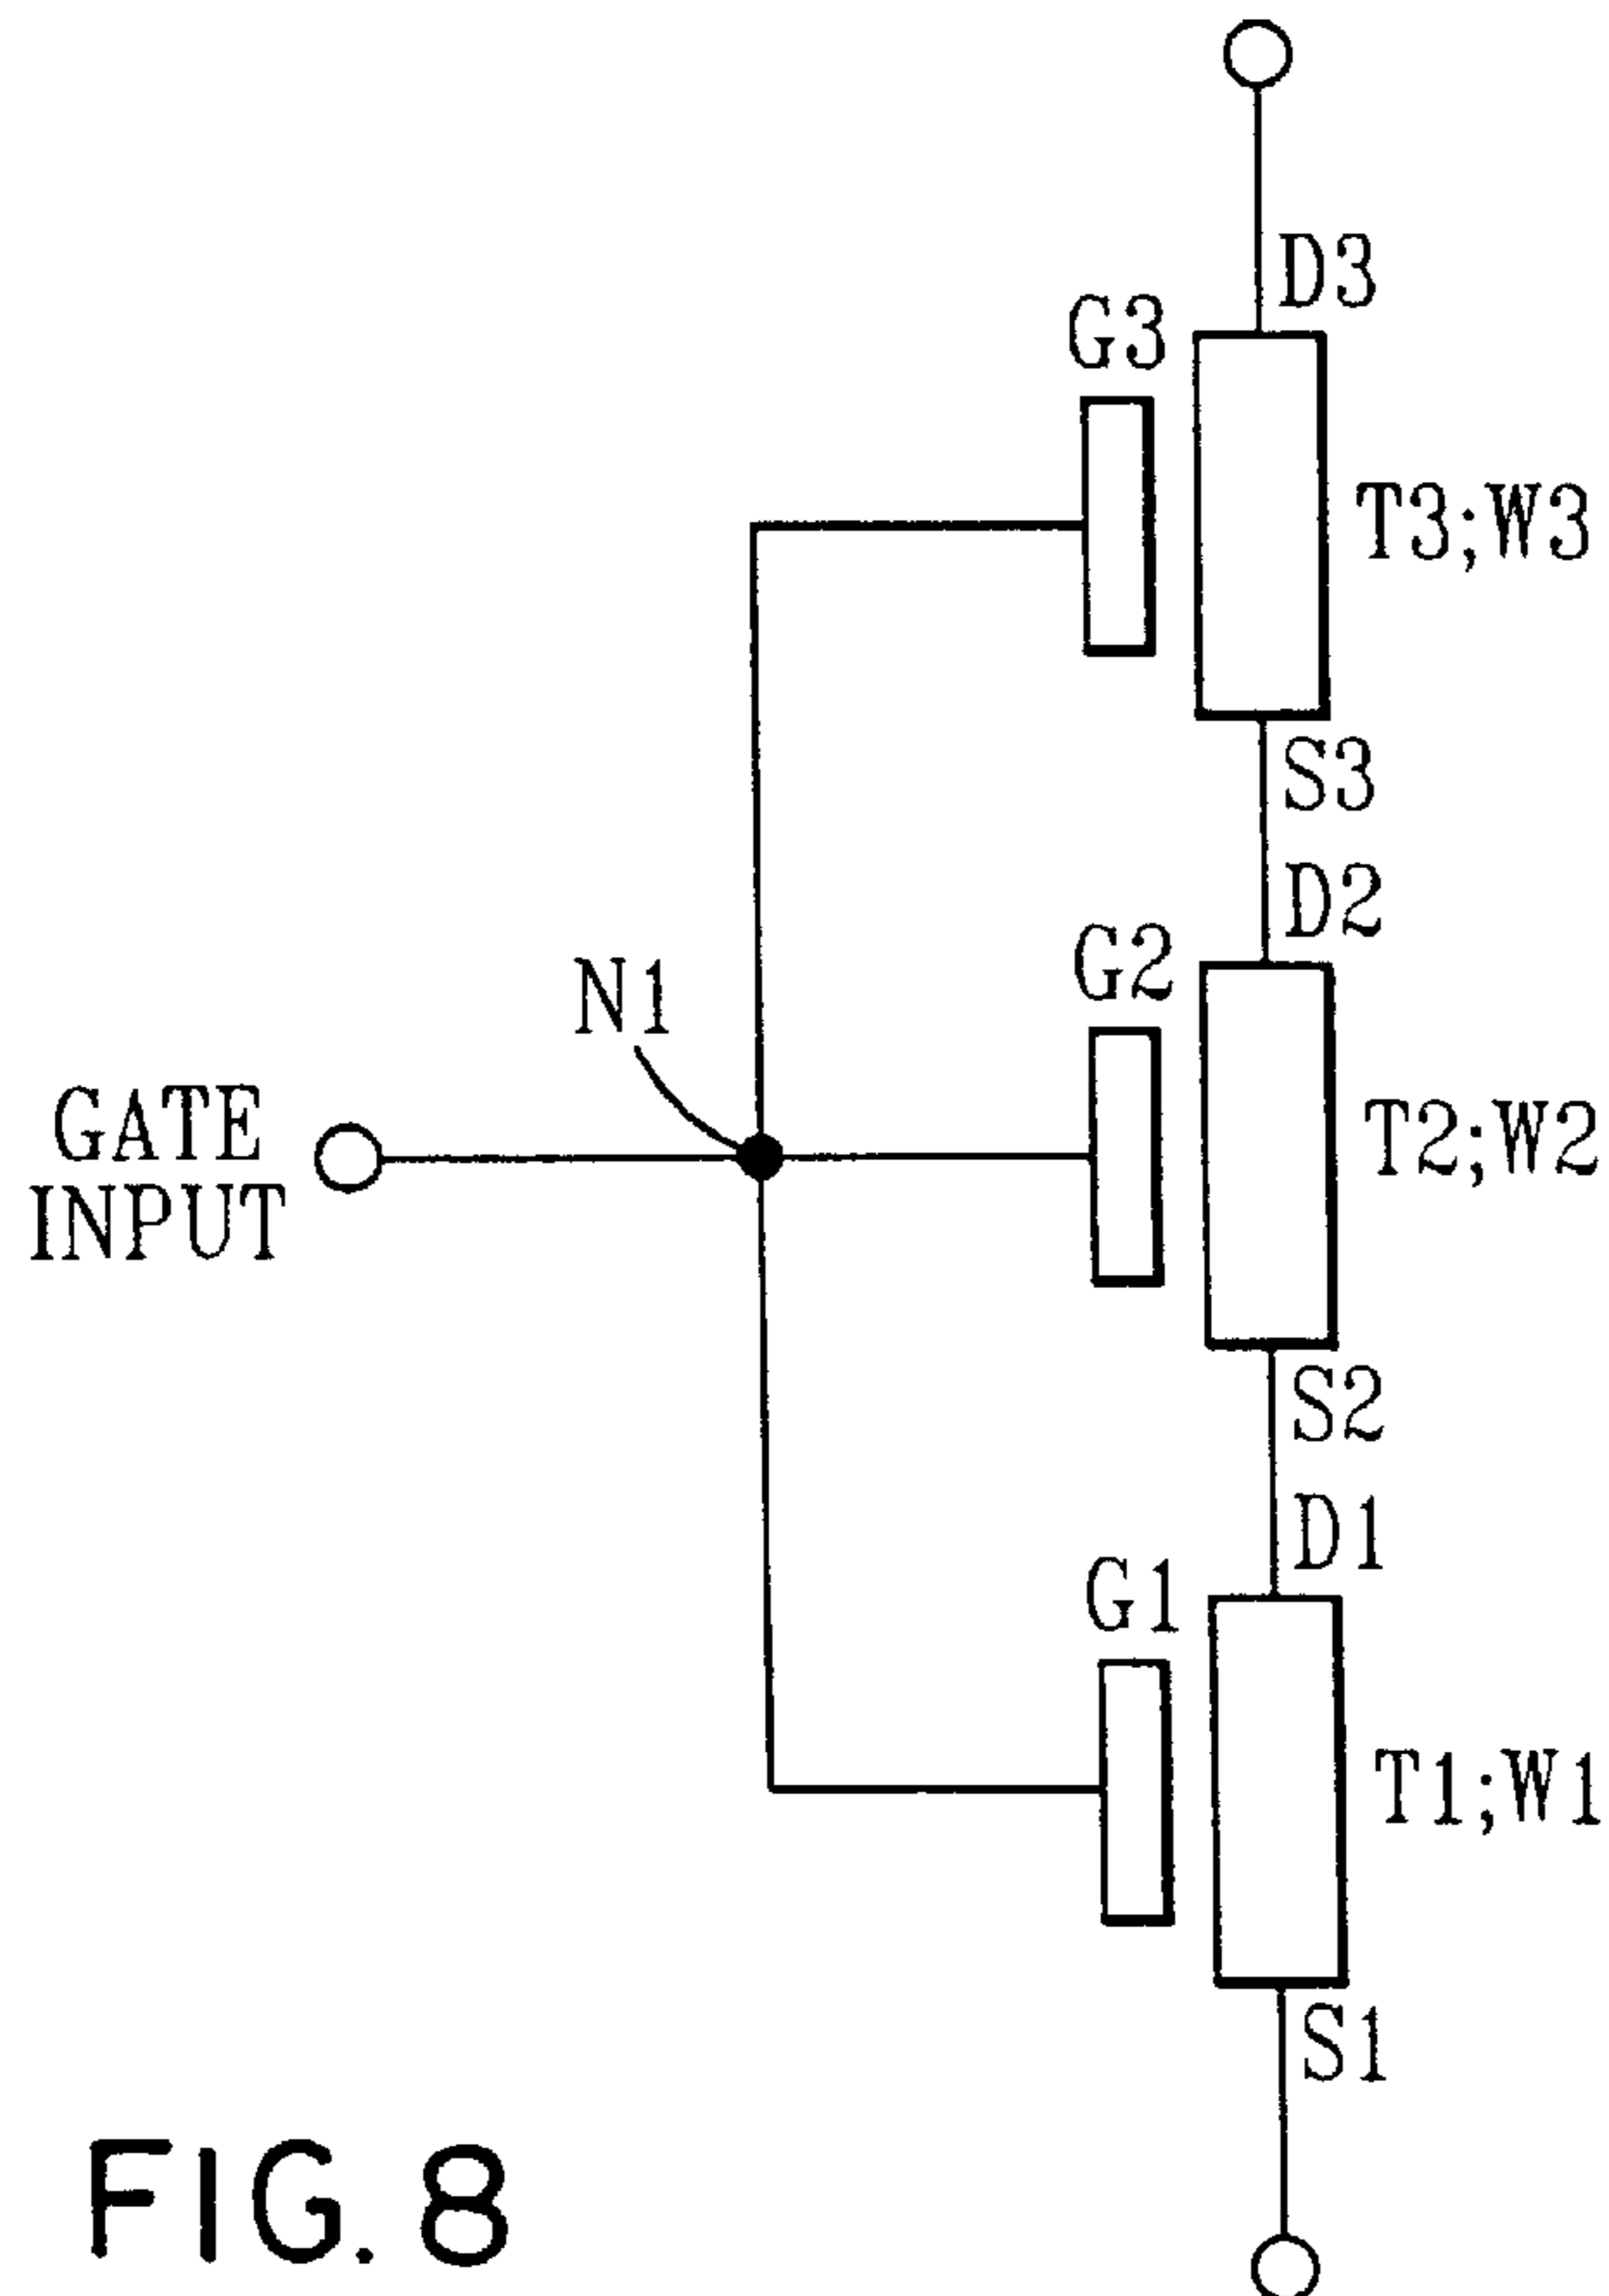 D3
G3
T3;W3
S3
D2
G2
N1
GATE
INPUT
T2;W2
S2
D1
G1
T1;W1
S1
FIG. 8